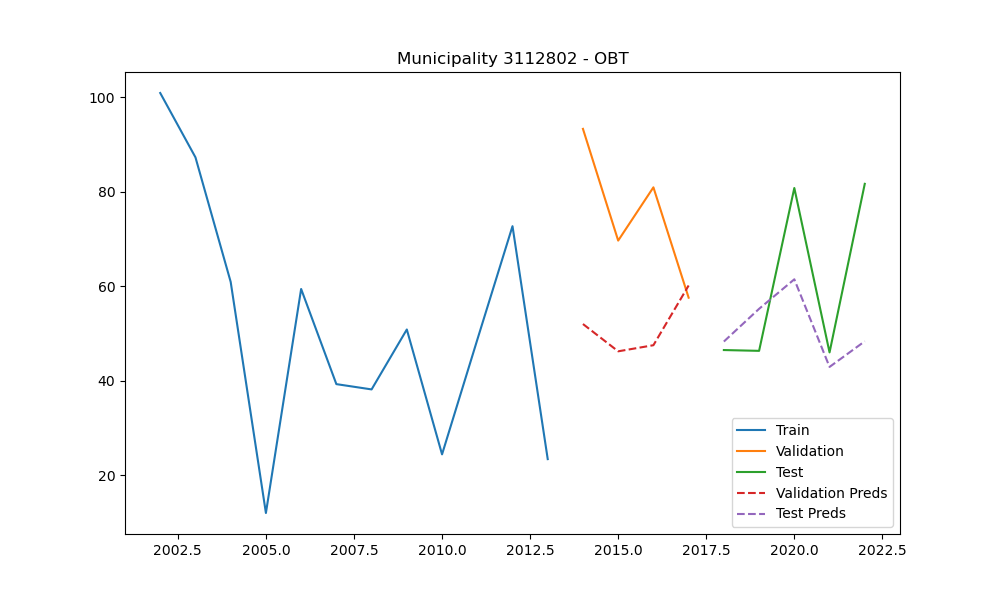 Municipality 3112802 - OBT
100
80
60
40
20
2002.5 2005.0 2007.5 2010.0 2012.5 2015.0 2017.5 2020.0 2022.5
Train
Validation
Test
Validation Preds
Test Preds